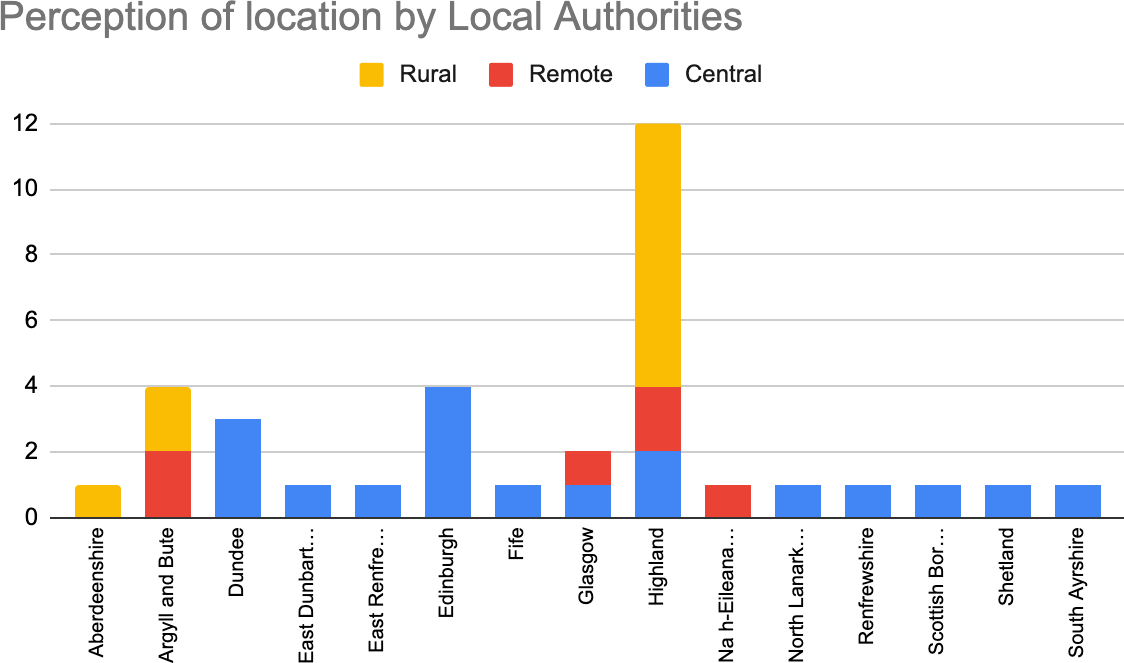 Perception of location by Local Authorities
Rural Remote Central
12
10
8
6
4
2
0
Aberdeenshire
Argyll and Bute
Dundee
East Dunbart…
East Renfre…
Edinburgh
Fife
Glasgow
Highland
Na h-Eileana…
North Lanark…
Renfrewshire
Scottish Bor…
Shetland
South Ayrshire